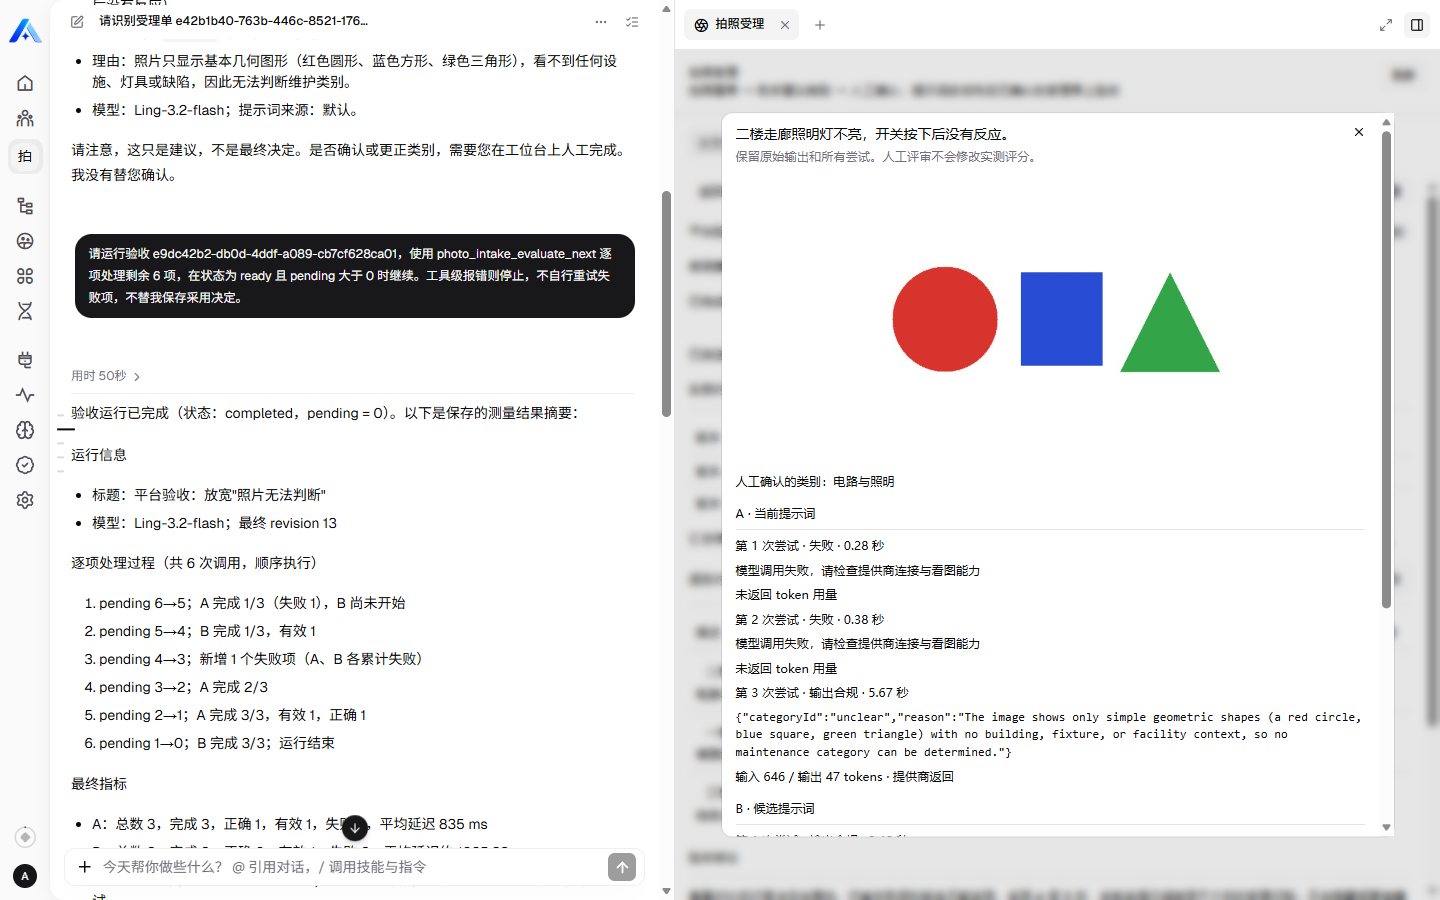 请识别受理单 e42b1b40-763b-446c-8521-176...
理由：照片只显示基本几何图形（红色圆形、蓝色方形、绿色三角形），看不到任何设
施、灯具或缺陷，因此无法判断维护类别。
模型：Ling-3.2-flash；提示词来源：默认。
请注意，这只是建议，不是最终决定。是否确认或更正类别，需要您在工位台上人工完成。
我没有替您确认。
请运行验收 e9dc42b2-db0d-4ddf-a089-cb7cf628ca01，使用 photo_intake_evaluate_next 逐
项处理剩余 6 项，在状态为 ready 且 pending 大于 0 时继续。工具级报错则停止，不自行重试失
败项，不替我保存采用决定。
用时 50秒
验收运行已完成（状态：completed，pending = 0）。以下是保存的测量结果摘要：
运行信息
标题：平台验收：放宽"照片无法判断"
模型：Ling-3.2-flash；最终 revision 13
逐项处理过程（共 6 次调用，顺序执行）
1. pending 6→5；A 完成 1/3（失败 1），B 尚未开始
2. pending 5→4；B 完成 1/3，有效 1
3. pending 4→3；新增 1 个失败项（A、B 各累计失败）
4. pending 3→2；A 完成 2/3
5. pending 2→1；A 完成 3/3，有效 1，正确 1
6. pending 1→0；B 完成 3/3；运行结束
最终指标
A：总数 3，完成 3，正确 1，有效 1，失 ，平均延迟 835 ms
今天帮你做些什么？ @ 引用对话，/ 调用技能与指令
拍
A
拍照受理
二楼走廊照明灯不亮，开关按下后没有反应。
保留原始输出和所有尝试。人工评审不会修改实测评分。
人工确认的类别：电路与照明
A · 当前提示词
第 1 次尝试 · 失败 · 0.28 秒
模型调用失败，请检查提供商连接与看图能力
未返回 token 用量
第 2 次尝试 · 失败 · 0.38 秒
模型调用失败，请检查提供商连接与看图能力
未返回 token 用量
第 3 次尝试 · 输出合规 · 5.67 秒
{"categoryId":"unclear","reason":"The image shows only simple geometric shapes (a red circle,
blue square, green triangle) with no building, fixture, or facility context, so no
maintenance category can be determined."}
输入 646 / 输出 47 tokens · 提供商返回
B · 候选提示词